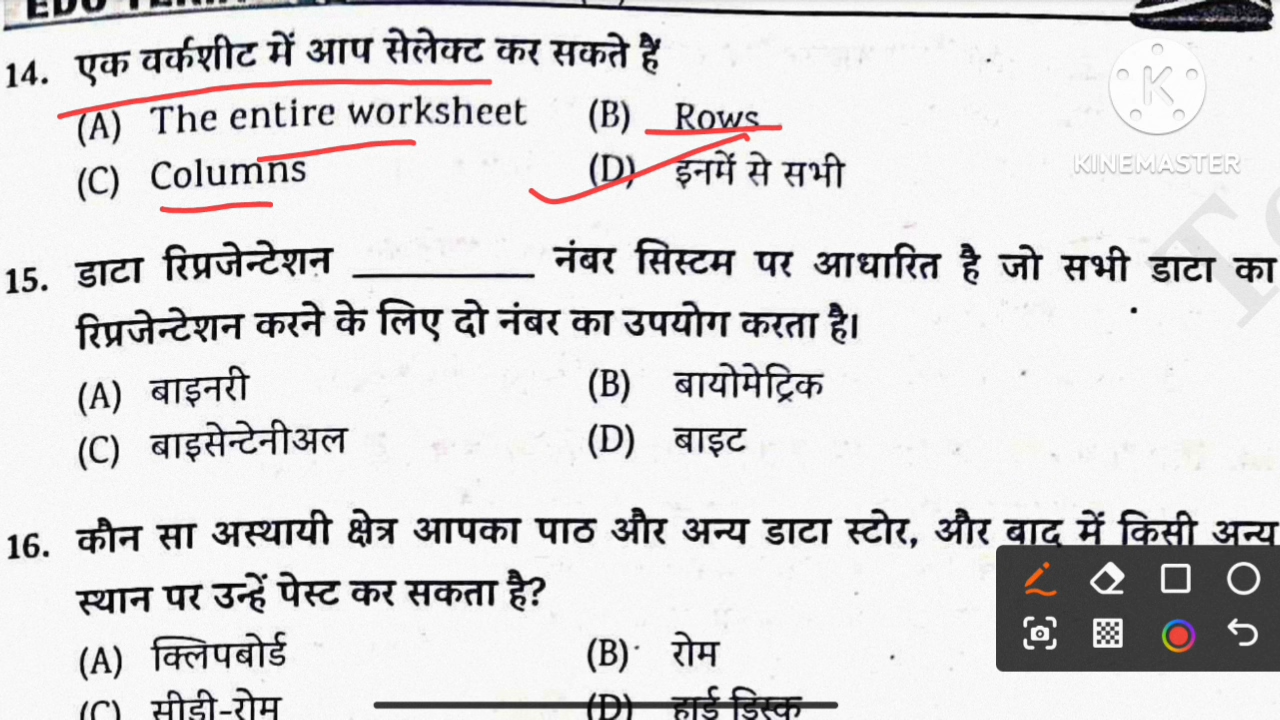 14. एक वर्कशीट में आप सेलेक्ट कर सकते हैं
(A) The entire worksheet (B) Rows
(C) Columns (D) इनमें से सभी
K
KINEMASTER
15. डाटा रिप्रजेन्टेशन __________ नंबर सिस्टम पर आधारित है जो सभी डाटा का
रिप्रजेन्टेशन करने के लिए दो नंबर का उपयोग करता है।
(A) बाइनरी (B) बायोमेट्रिक
(C) बाइसेन्टेनीअल (D) बाइट
16. कौन सा अस्थायी क्षेत्र आपका पाठ और अन्य डाटा स्टोर, और बाद में किसी अन्य
स्थान पर उन्हें पेस्ट कर सकता है?
(A) क्लिपबोर्ड (B) रोम
(C) सीडी-रोम (D) हार्ड डिस्क